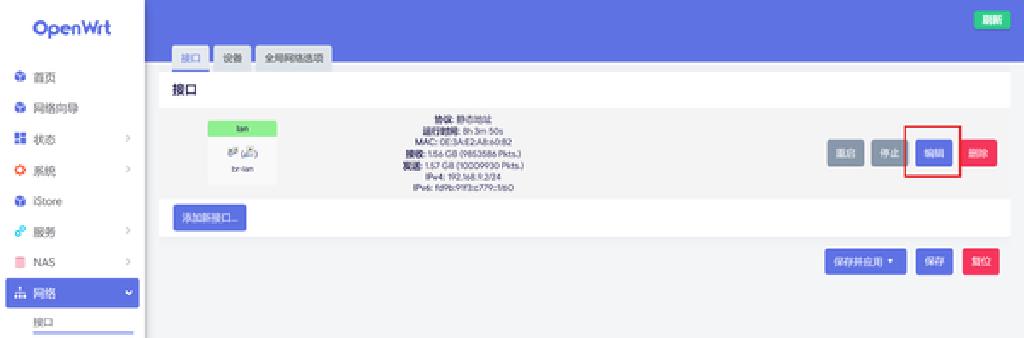 OpenWrt
刷新
接口 设备 全局网络选项
首页
网络向导
状态
系统
iStore
服务
NAS
网络
接口
接口
lan
br-lan
协议: 静态地址
运行时间: 8h 3m 50s
MAC: DE:3A:E2:A8:60:82
接收: 1.56 GB (9853586 Pkts.)
发送: 1.57 GB (10009930 Pkts.)
IPv4: 192.168.9.2/24
IPv6: fd9b:91f3:c779::1/60
重启 停止 编辑 删除
添加新接口...
保存并应用 保存 复位